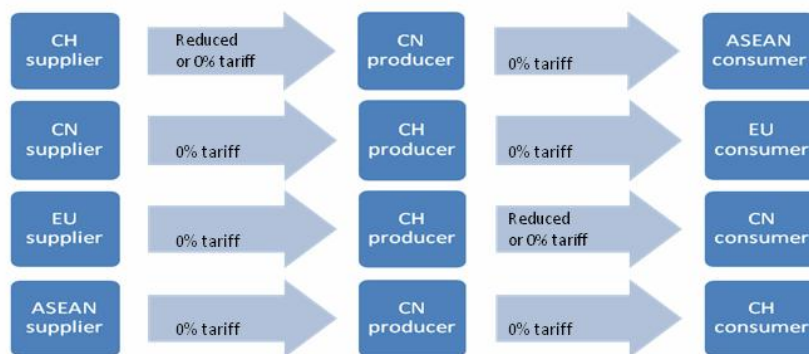 CH
supplier
Reduced
or 0% tariff
CN
producer
0% tariff
ASEAN
consumer
CN
supplier
0% tariff
CH
producer
0% tariff
EU
consumer
EU
supplier
0% tariff
CH
producer
Reduced
or 0% tariff
CN
consumer
ASEAN
supplier
0% tariff
CN
producer
0% tariff
CH
consumer